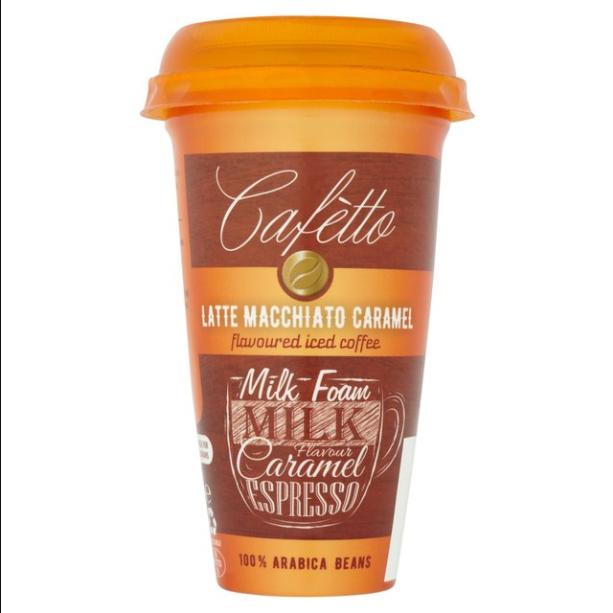 Cafètto
LATTE MACCHIATO CARAMEL
flavoured iced coffee
Milk Foam
MILK
Flavour
Caramel
ESPRESSO
100% ARABICA BEANS